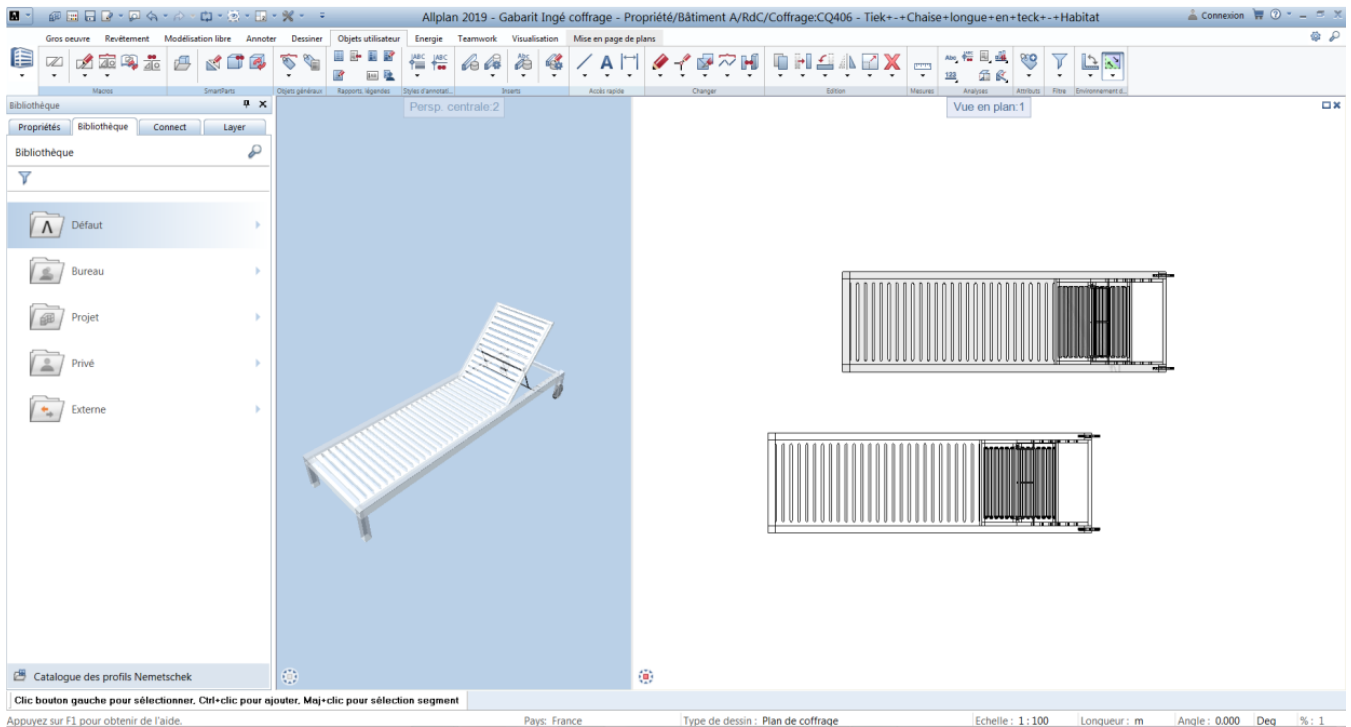 Allplan 2019 - Gabarit Ingé coffrage - Propriété/Bâtiment A/RdC/Coffrage:CQ406 - Tiek+-+Chaise+longue+en+teck+-+Habitat
Connexion
Gros oeuvre Revêtement Modélisation libre Annoter Dessiner Objets utilisateur Energie Teamwork Visualisation Mise en page de plans
Macros SmartParts Objets généraux Rapports, légendes Styles d'annotati... Inserts Accès rapide Changer Edition Mesures Analyses Attributs Filtre Environnement d...
Bibliothèque
Propriétés Bibliothèque Connect Layer
Bibliothèque
Défaut
Bureau
Projet
Privé
Externe
Catalogue des profils Nemetschek
Persp. centrale:2
Vue en plan:1
Clic bouton gauche pour sélectionner, Ctrl+clic pour ajouter, Maj+clic pour sélection segment
Appuyez sur F1 pour obtenir de l'aide. Pays: France Type de dessin : Plan de coffrage Echelle : 1 : 100 Longueur : m Angle : 0.000 Deg % : 1